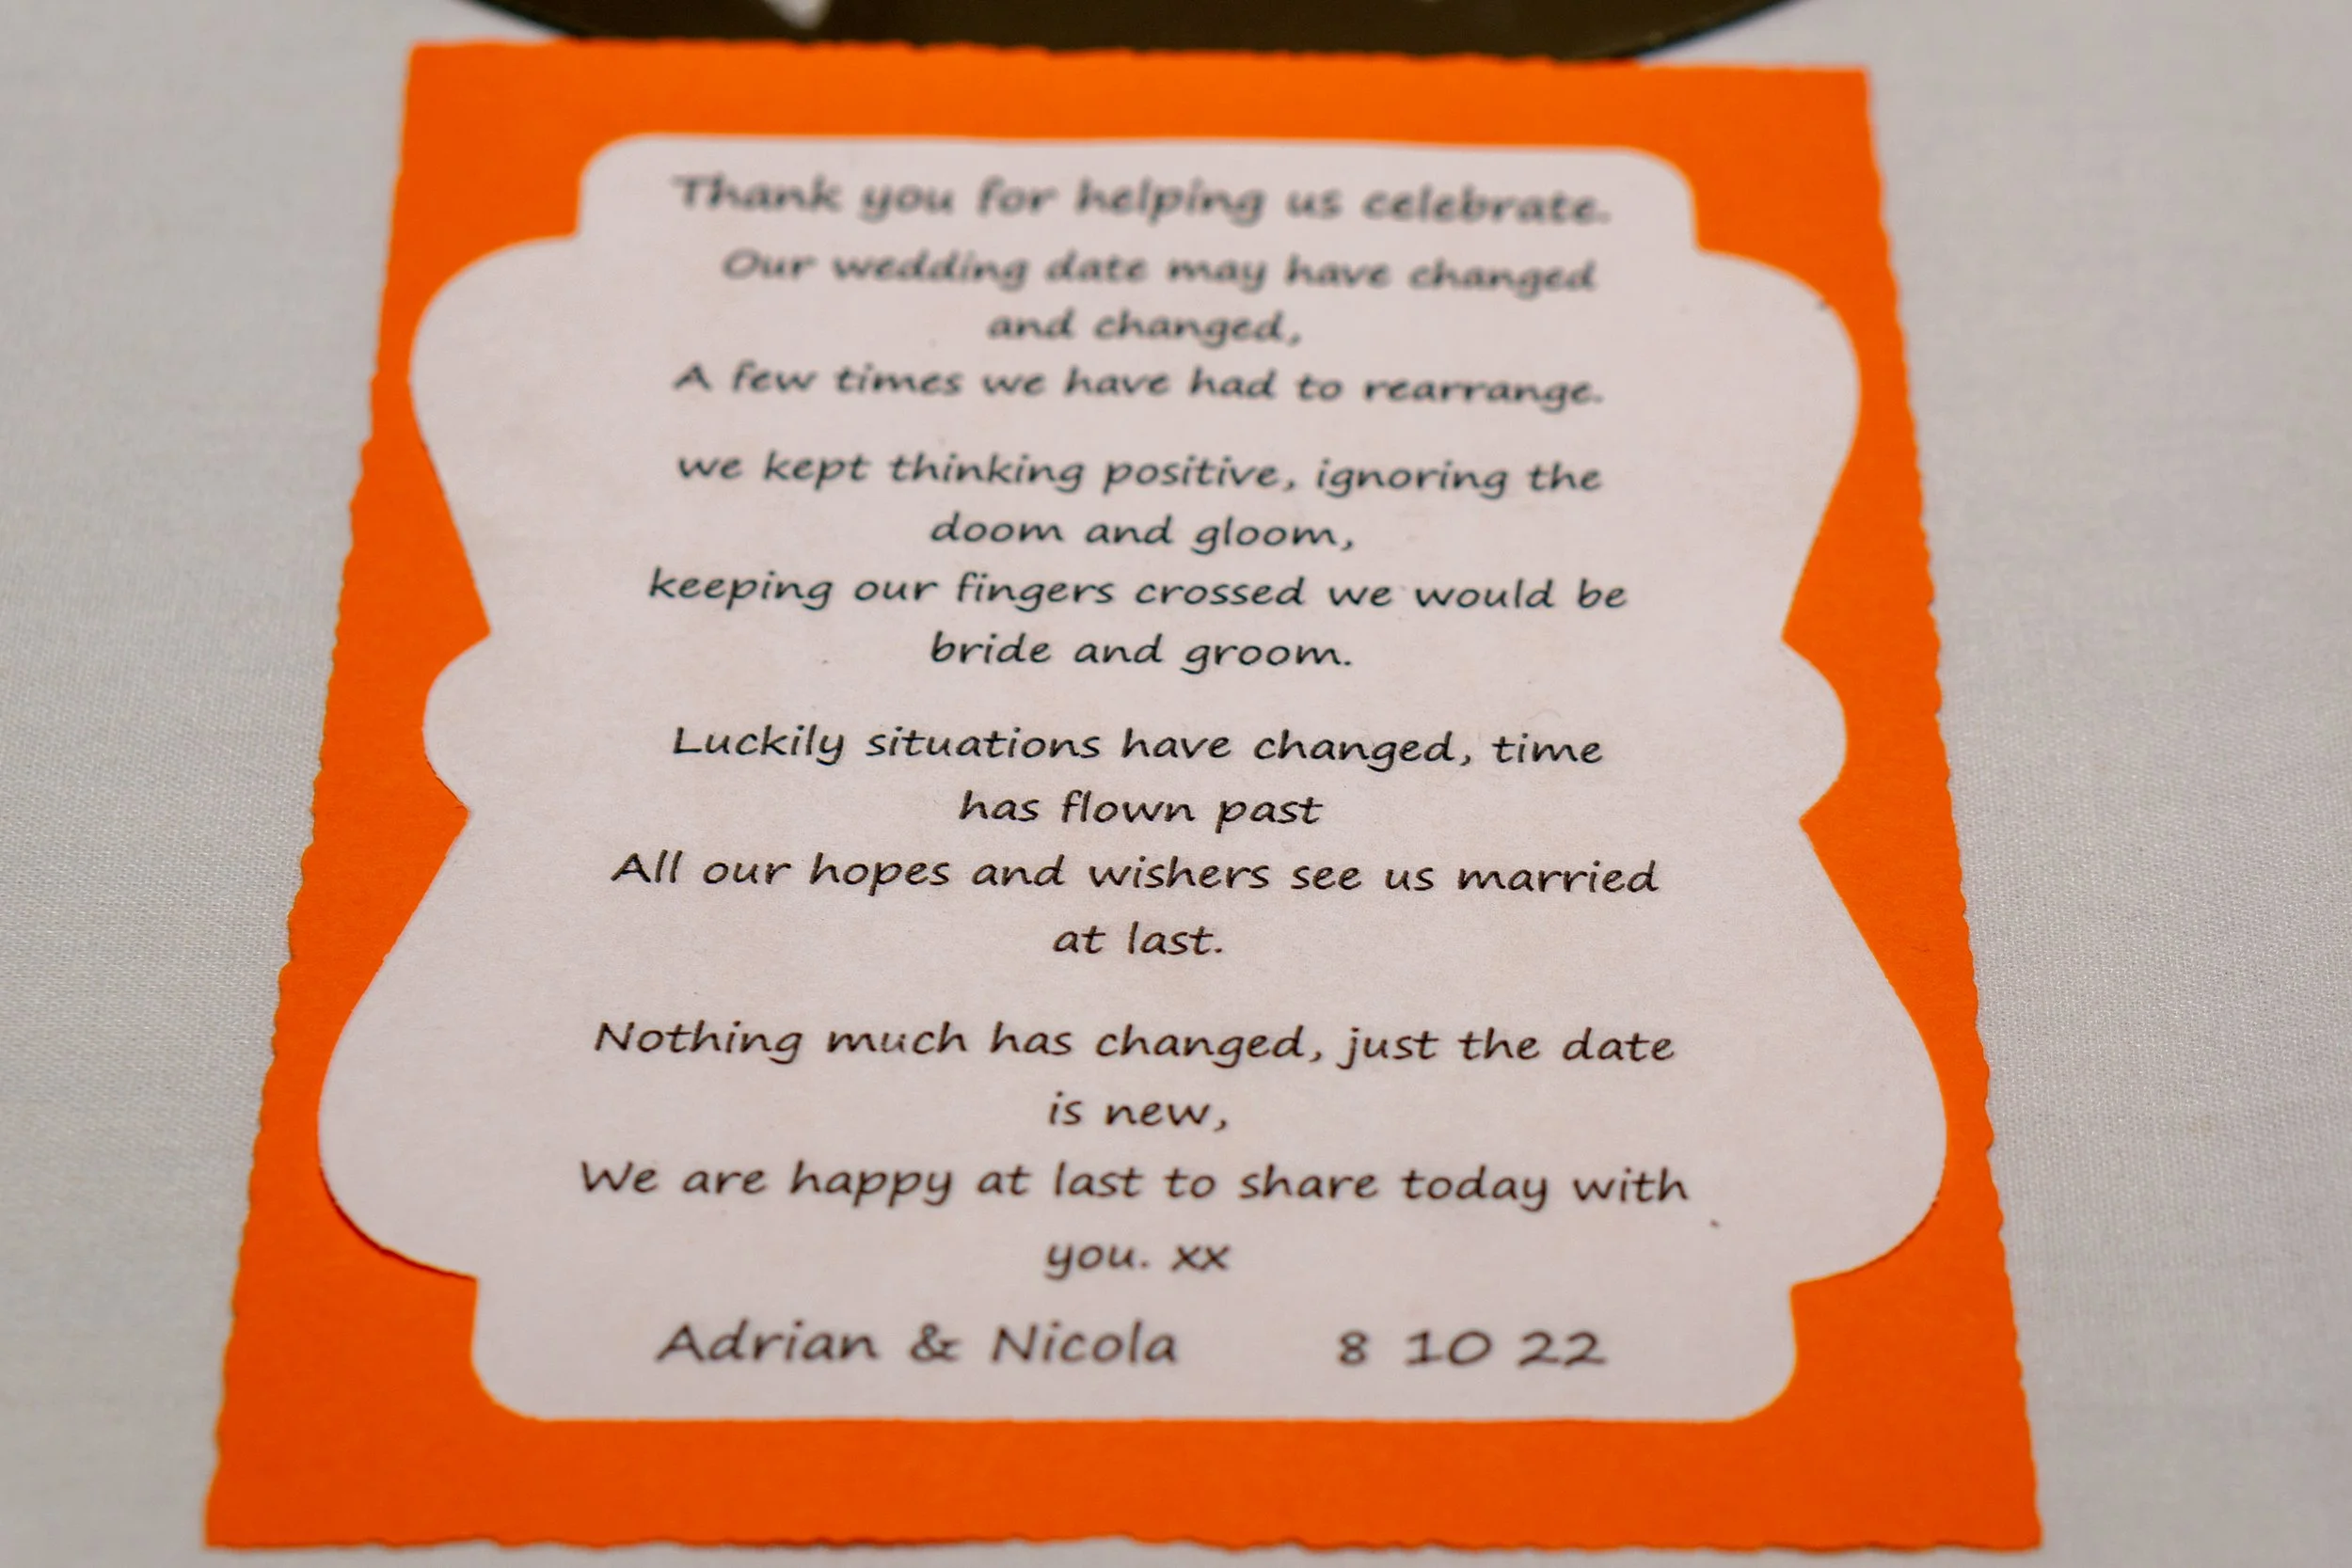 Thank you for helping us celebrate.
Our wedding date may have changed
and changed,
A few times we have had to rearrange.
we kept thinking positive, ignoring the
doom and gloom,
keeping our fingers crossed we would be
bride and groom.
Luckily situations have changed, time
has flown past
All our hopes and wishers see us married
at last.
Nothing much has changed, just the date
is new,
We are happy at last to share today with
you. xx
Adrian & Nicola 8 10 22